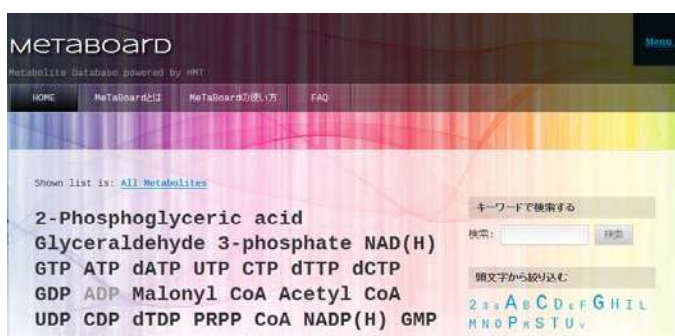 MeTaBoarD
Menu
Metabolite Database powered by HMT
HOME MeTaBoardとは MeTaBoardの使い方 FAQ
Shown list is: All Metabolites
2-Phosphoglyceric acid
Glyceraldehyde 3-phosphate NAD(H)
GTP ATP dATP UTP CTP dTTP dCTP
GDP ADP Malonyl CoA Acetyl CoA
UDP CDP dTDP PRPP CoA NADP(H) GMP
キーワードで検索する
検索: 検索
頭文字から絞り込む
2 3 A B C D E F G H I L
M N O P R S T U